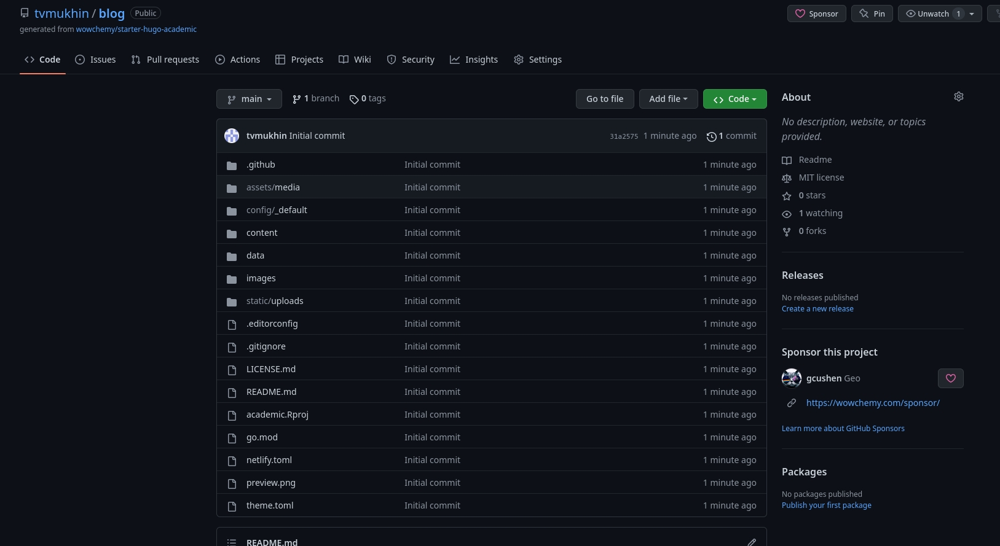 tvmukhin / blog Public
generated from wowchemy/starter-hugo-academic
Sponsor Pin Unwatch 1
Code Issues Pull requests Actions Projects Wiki Security Insights Settings
main 1 branch 0 tags Go to file Add file Code
tvmukhin Initial commit 31a2575 1 minute ago 1 commit
.github Initial commit 1 minute ago
assets/media Initial commit 1 minute ago
config/_default Initial commit 1 minute ago
content Initial commit 1 minute ago
data Initial commit 1 minute ago
images Initial commit 1 minute ago
static/uploads Initial commit 1 minute ago
.editorconfig Initial commit 1 minute ago
.gitignore Initial commit 1 minute ago
LICENSE.md Initial commit 1 minute ago
README.md Initial commit 1 minute ago
academic.Rproj Initial commit 1 minute ago
go.mod Initial commit 1 minute ago
netlify.toml Initial commit 1 minute ago
preview.png Initial commit 1 minute ago
theme.toml Initial commit 1 minute ago
README.md
About
No description, website, or topics
provided.
Readme
MIT license
0 stars
1 watching
0 forks
Releases
No releases published
Create a new release
Sponsor this project
gcushen Geo
https://wowchemy.com/sponsor/
Learn more about GitHub Sponsors
Packages
No packages published
Publish your first package